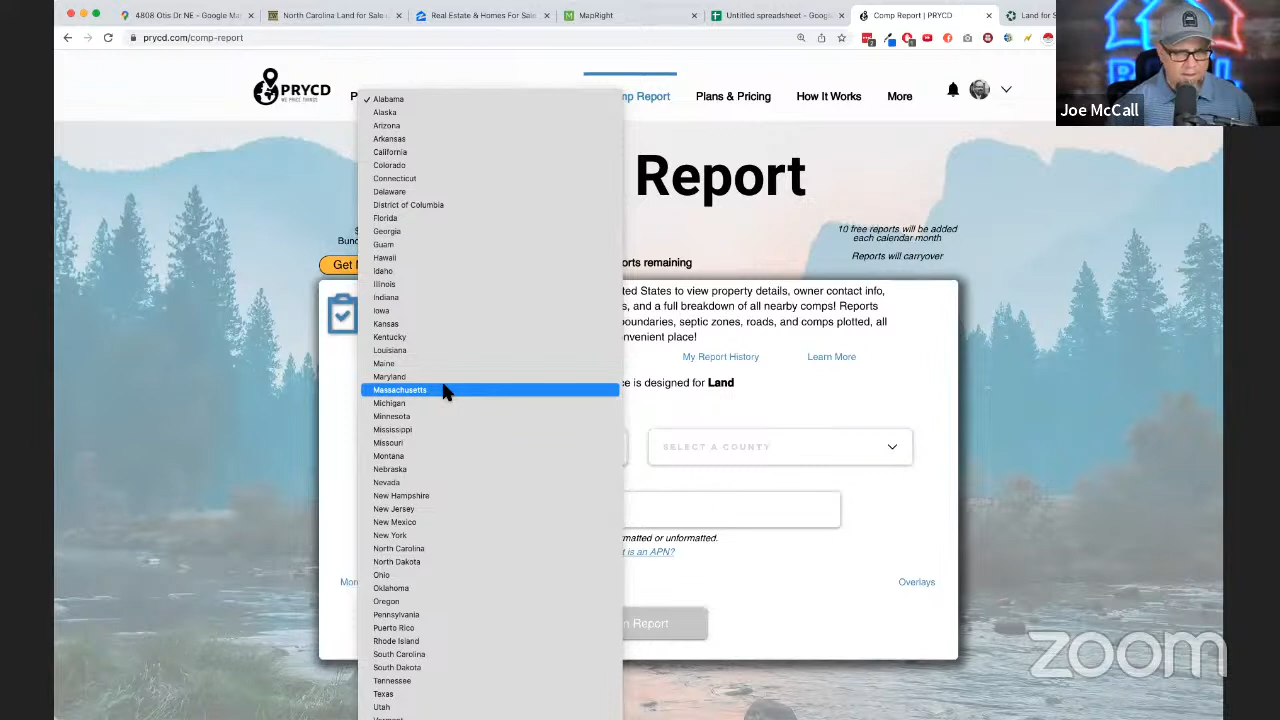 4808 Otis Dr NE - Google Ma
North Carolina Land for Sale
Real Estate & Homes For Sale
MapRight
Untitled spreadsheet - Goog
Comp Report | PRYCD
Land for S
prycd.com/comp-report
Joe McCall
PRYCD
WE PRICE THINGS
P
mp Report
Plans & Pricing
How It Works
More
✓ Alabama
Alaska
Arizona
Arkansas
California
Colorado
Connecticut
Delaware
District of Columbia
Florida
Georgia
Guam
Hawaii
Idaho
Illinois
Indiana
Iowa
Kansas
Kentucky
Louisiana
Maine
Maryland
Massachusetts
Michigan
Minnesota
Mississippi
Missouri
Montana
Nebraska
Nevada
New Hampshire
New Jersey
New Mexico
New York
North Carolina
North Dakota
Ohio
Oklahoma
Oregon
Pennsylvania
Puerto Rico
Rhode Island
South Carolina
South Dakota
Tennessee
Texas
Utah
Report
$
Bun
Get
10 free reports will be added
each calendar month
Reports will carryover
orts remaining
ted States to view property details, owner contact info,
s, and a full breakdown of all nearby comps! Reports
boundaries, septic zones, roads, and comps plotted, all
nvenient place!
My Report History
Learn More
ce is designed for Land
SELECT A COUNTY
matted or unformatted.
t is an APN?
Mor
Overlays
n Report
zoom